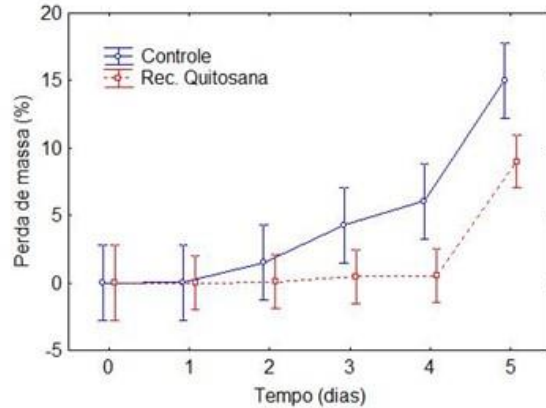 20
15
10
5
0
-5
Perda de massa (%)
Controle
Rec. Quitosana
0 1 2 3 4 5
Tempo (dias)